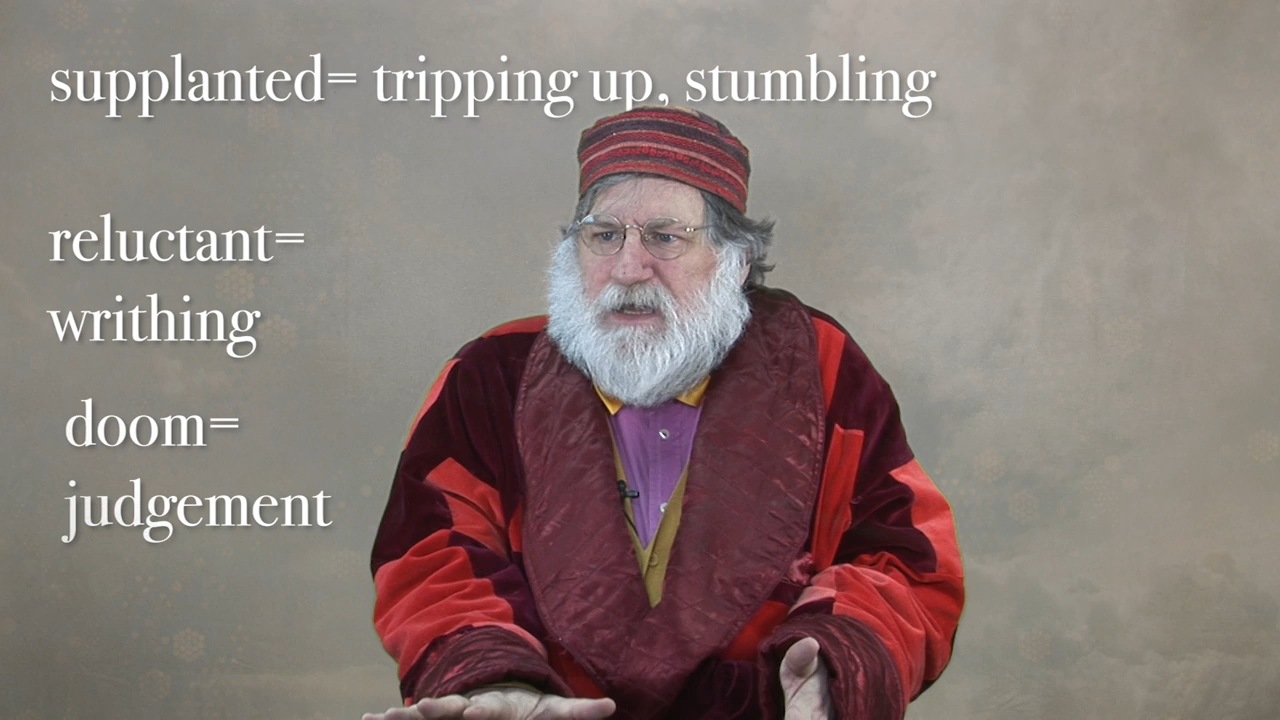 supplanted= tripping up, stumbling
reluctant=
writhing
doom=
judgement